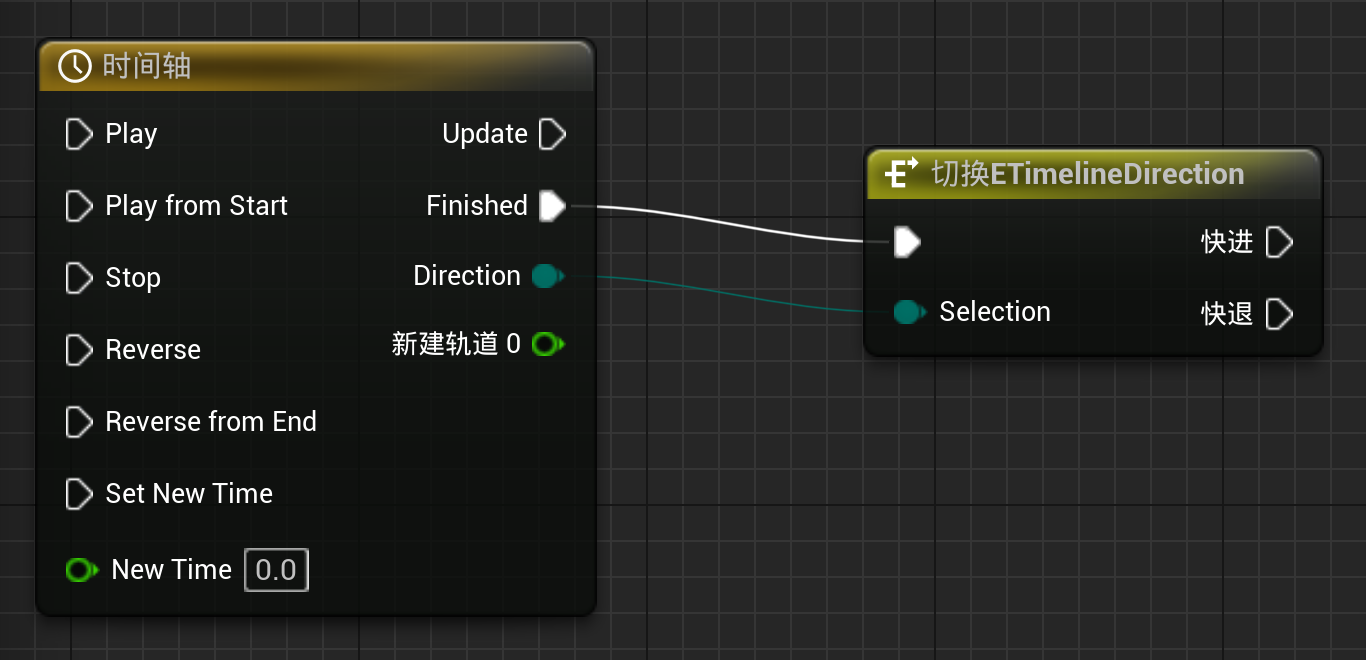 时间轴
Play
Update
Play from Start
Finished
Stop
Direction
Reverse
新建轨道 0
Reverse from End
Set New Time
New Time 0.0
切换ETimelineDirection
快进
Selection
快退